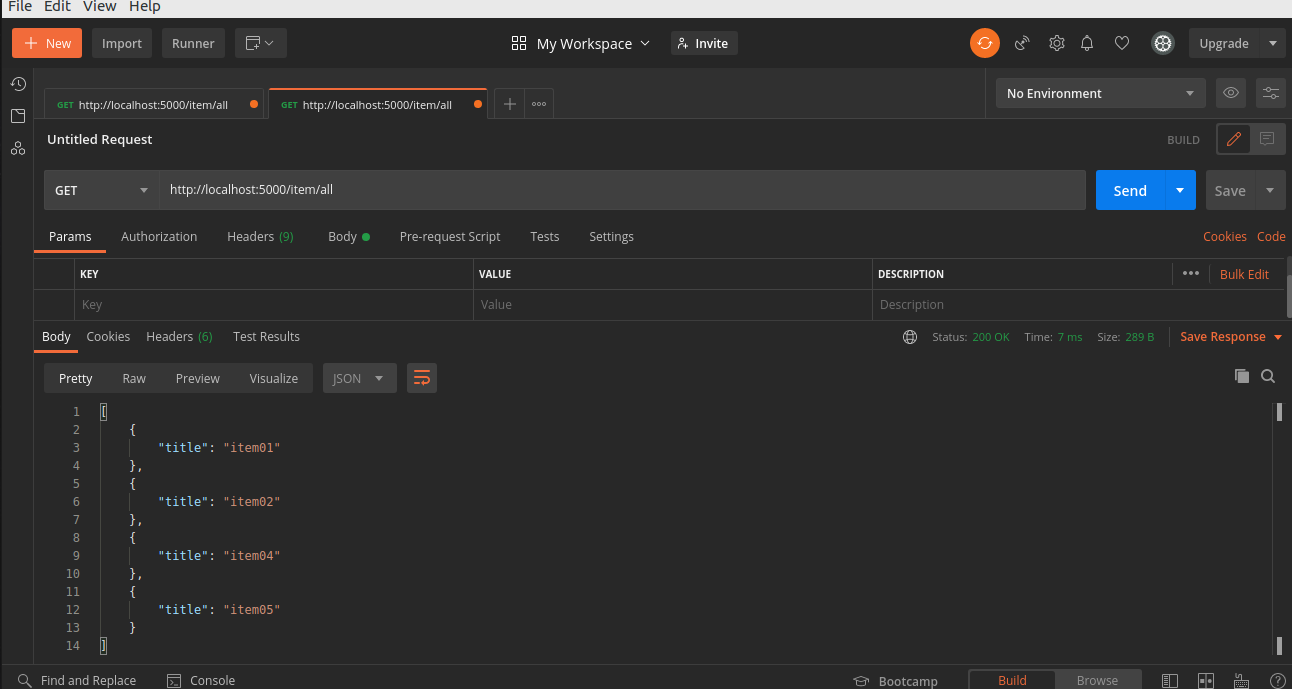 File Edit View Help
New Import Runner My Workspace Invite Upgrade
GET http://localhost:5000/item/all GET http://localhost:5000/item/all No Environment
Untitled Request BUILD
GET http://localhost:5000/item/all Send Save
Params Authorization Headers (9) Body Pre-request Script Tests Settings Cookies Code
KEY VALUE DESCRIPTION ••• Bulk Edit
Key Value Description
Body Cookies Headers (6) Test Results Status: 200 OK Time: 7 ms Size: 289 B Save Response
Pretty Raw Preview Visualize JSON
1 [
2 {
3 "title": "item01"
4 },
5 {
6 "title": "item02"
7 },
8 {
9 "title": "item04"
10 },
11 {
12 "title": "item05"
13 }
14 ]
Find and Replace Console Bootcamp Build Browse